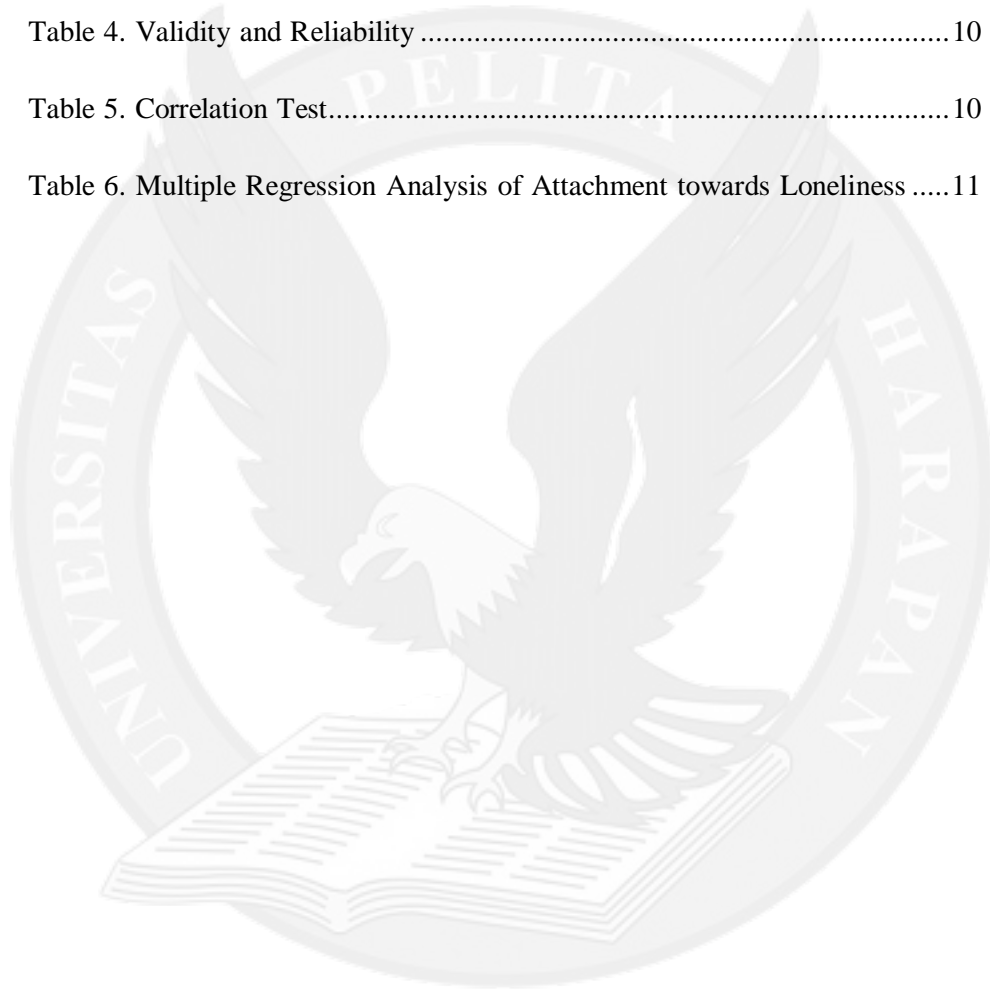 Table 4. Validity and Reliability ....................................................................10
Table 5. Correlation Test................................................................................10
Table 6. Multiple Regression Analysis of Attachment towards Loneliness .....11
UNIVERSITAS PELITA HARAPAN